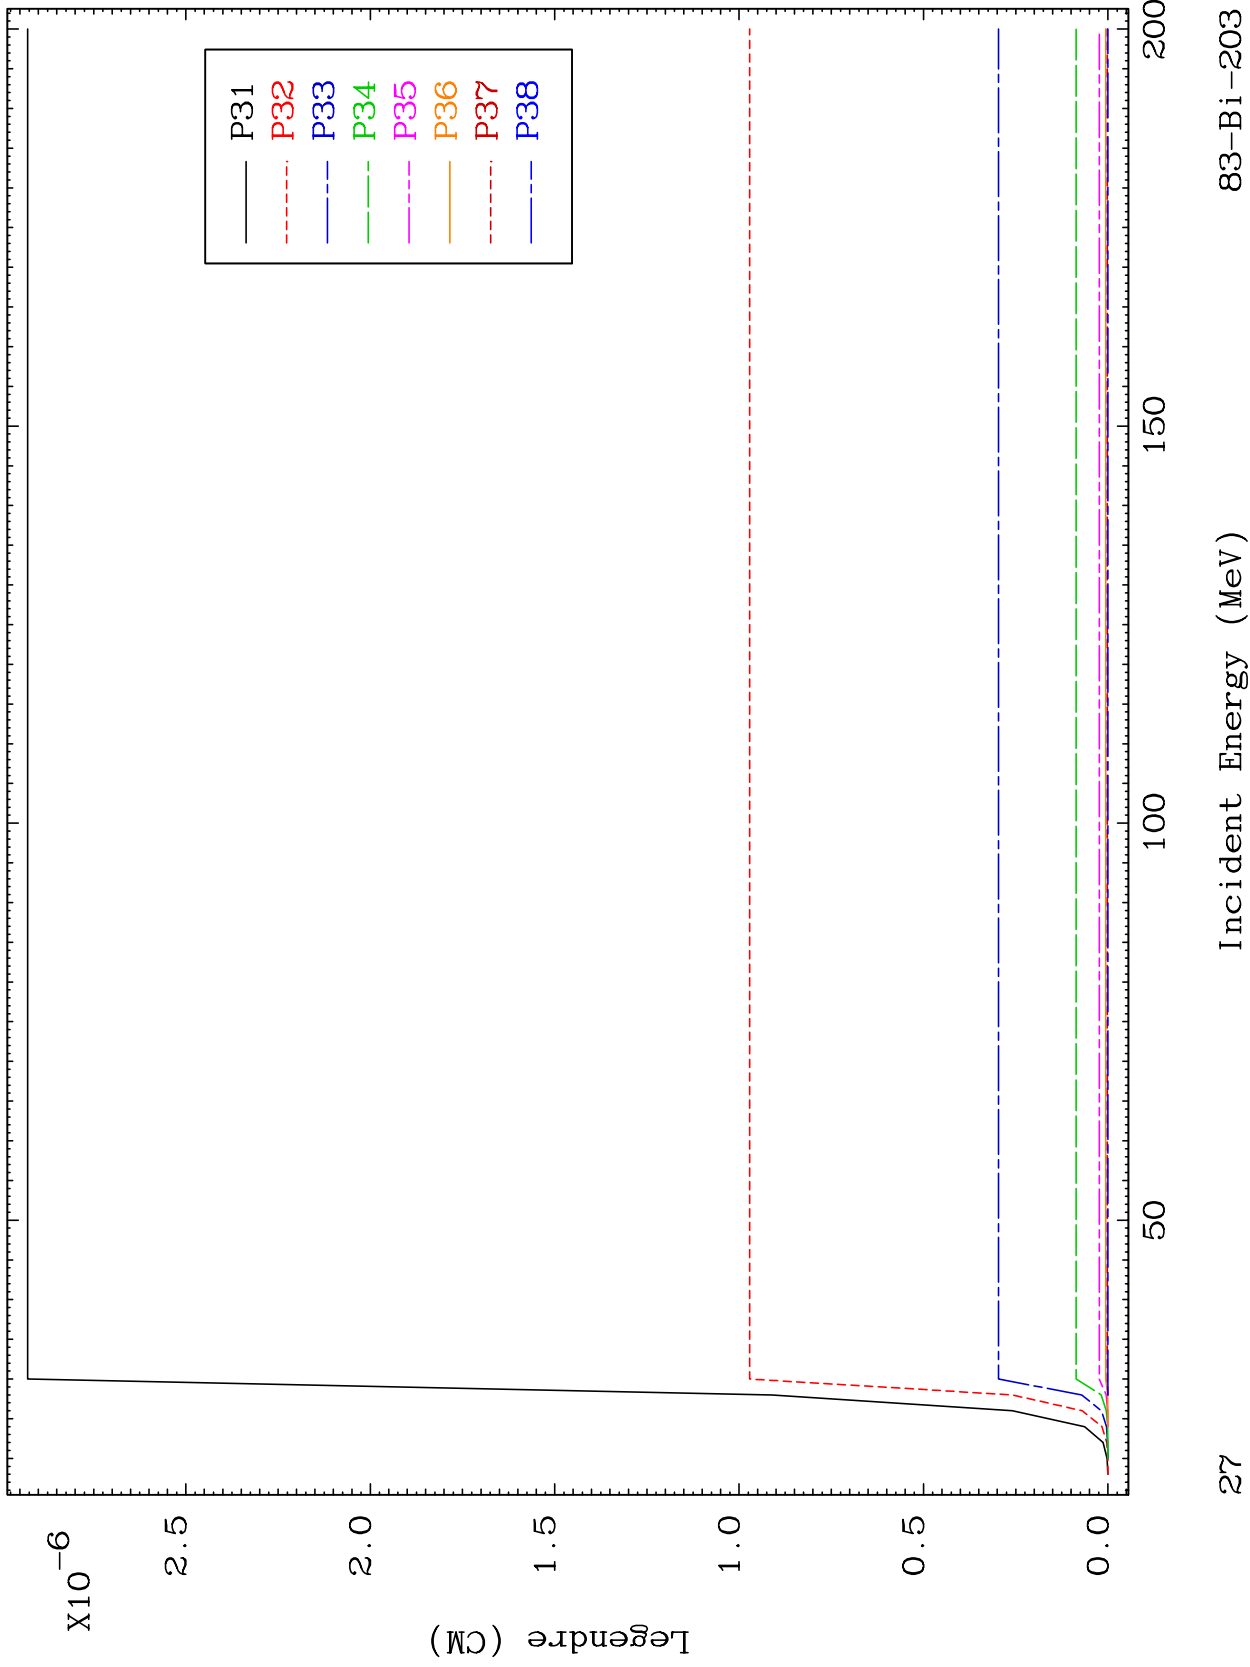 X10-6
2.5
2.0
1.5
1.0
0.5
0.0
Legendre (CM)
P31
P32
P33
P34
P35
P36
P37
P38
50
100
150
200
Incident Energy (MeV)
27
83-Bi-203